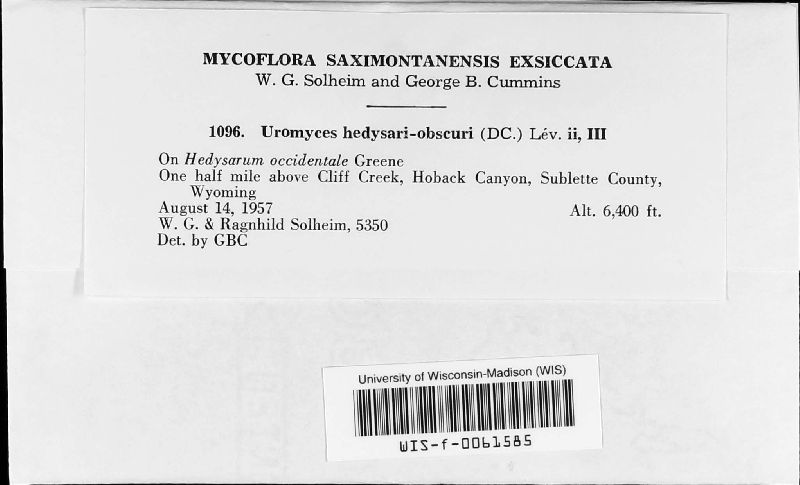 MYCOFLORA SAXIMONTANENSIS EXSICCATA
W. G. Solheim and George B. Cummins
1096. Uromyces hedysari-obscuri (DC.) Lév. ii, III
On Hedysarum occidentale Greene
One half mile above Cliff Creek, Hoback Canyon, Sublette County,
Wyoming
August 14, 1957 Alt. 6,400 ft.
W. G. & Ragnhild Solheim, 5350
Det. by GBC
University of Wisconsin-Madison (WIS)
WIS-f-0061585